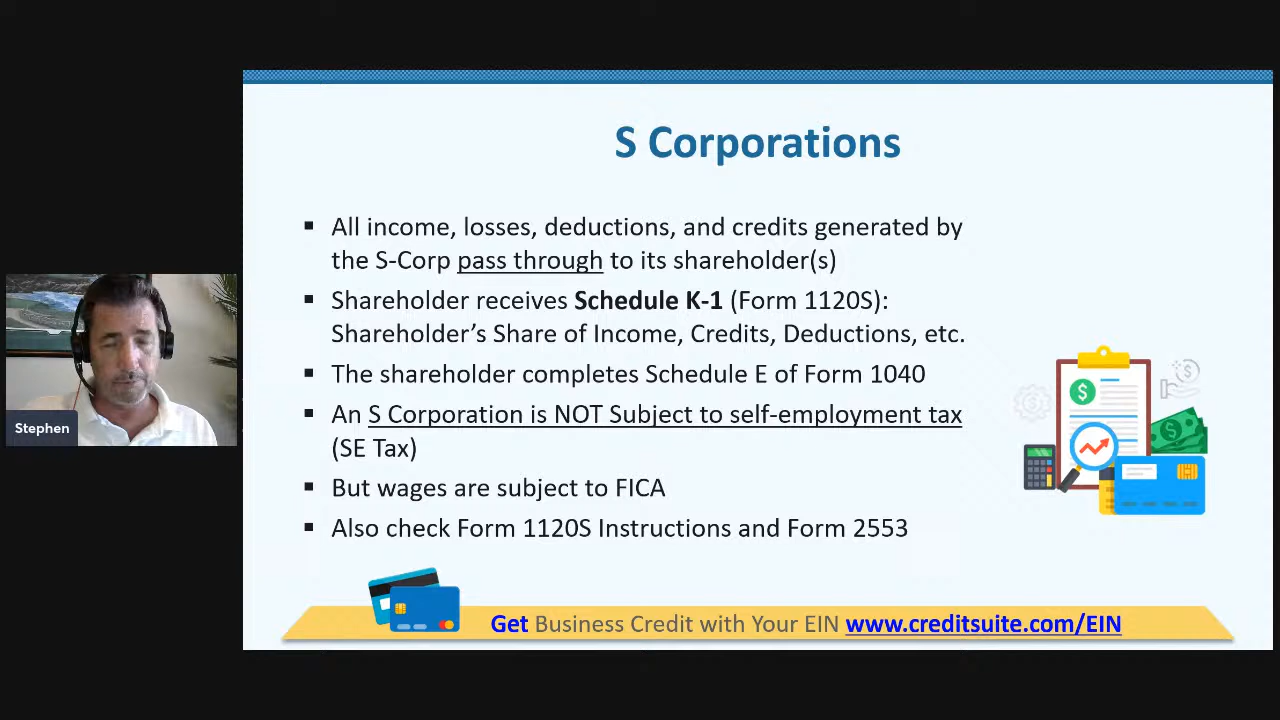 S Corporations
▪ All income, losses, deductions, and credits generated by
the S-Corp pass through to its shareholder(s)
▪ Shareholder receives Schedule K-1 (Form 1120S):
Shareholder’s Share of Income, Credits, Deductions, etc.
▪ The shareholder completes Schedule E of Form 1040
▪ An S Corporation is NOT Subject to self-employment tax
(SE Tax)
▪ But wages are subject to FICA
▪ Also check Form 1120S Instructions and Form 2553
Stephen
Get Business Credit with Your EIN www.creditsuite.com/EIN